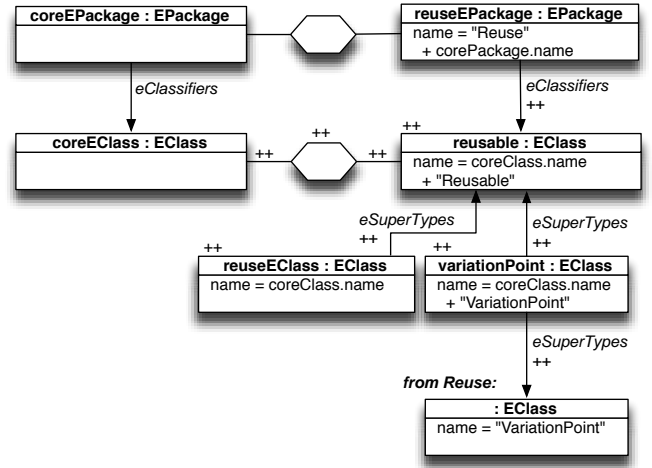 coreEPackage : EPackage
reuseEPackage : EPackage
name = "Reuse"
+ corePackage.name
eClassifiers
eClassifiers
++
++
++
coreEClass : EClass
reusable : EClass
++
++
name = coreClass.name
+ "Reusable"
eSuperTypes
++
eSuperTypes
++
++
++
reuseEClass : EClass
variationPoint : EClass
name = coreClass.name
name = coreClass.name
+ "VariationPoint"
eSuperTypes
++
from Reuse:
: EClass
name = "VariationPoint"